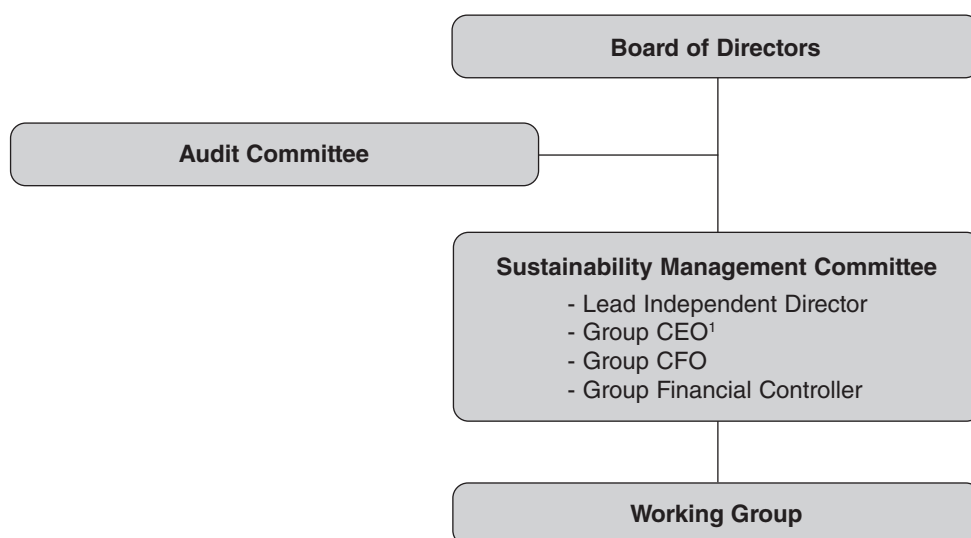 Board of Directors
Audit Committee
Sustainability Management Committee
- Lead Independent Director
- Group CEO¹
- Group CFO
- Group Financial Controller
Working Group